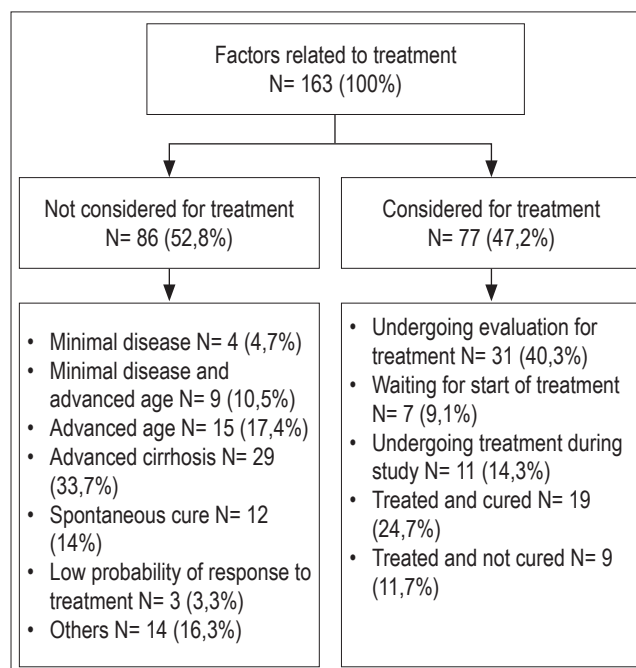 Factors related to treatment
N= 163 (100%)
Not considered for treatment
N= 86 (52,8%)
Considered for treatment
N= 77 (47,2%)
• Minimal disease N= 4 (4,7%)
• Minimal disease and
advanced age N= 9 (10,5%)
• Advanced age N= 15 (17,4%)
• Advanced cirrhosis N= 29
(33,7%)
• Spontaneous cure N= 12
(14%)
• Low probability of response to
treatment N= 3 (3,3%)
• Others N= 14 (16,3%)
• Undergoing evaluation for
treatment N= 31 (40,3%)
• Waiting for start of treatment
N= 7 (9,1%)
• Undergoing treatment during
study N= 11 (14,3%)
• Treated and cured N= 19
(24,7%)
• Treated and not cured N= 9
(11,7%)